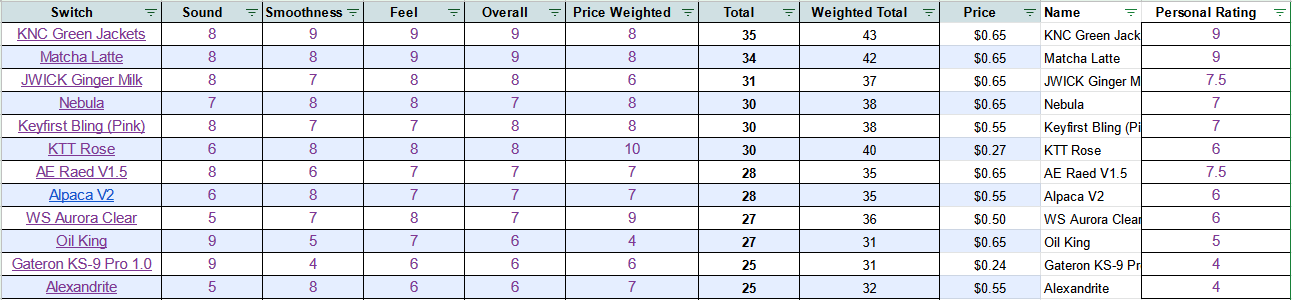 Switch Sound Smoothness Feel Overall Price Weighted Total Weighted Total Price Name Personal Rating
KNC Green Jackets 8 9 9 9 8 35 43 $0.65 KNC Green Jack 9
Matcha Latte 8 8 9 9 8 34 42 $0.65 Matcha Latte 9
JWICK Ginger Milk 8 7 8 8 6 31 37 $0.65 JWICK Ginger M 7.5
Nebula 7 8 8 7 8 30 38 $0.65 Nebula 7
Keyfirst Bling (Pink) 8 7 7 8 8 30 38 $0.55 Keyfirst Bling (Pi 7
KTT Rose 6 8 8 8 10 30 40 $0.27 KTT Rose 6
AE Raed V1.5 8 6 7 7 7 28 35 $0.65 AE Raed V1.5 7.5
Alpaca V2 6 8 7 7 7 28 35 $0.55 Alpaca V2 6
WS Aurora Clear 5 7 8 7 9 27 36 $0.50 WS Aurora Clear 6
Oil King 9 5 7 6 4 27 31 $0.65 Oil King 5
Gateron KS-9 Pro 1.0 9 4 6 6 6 25 31 $0.24 Gateron KS-9 Pr 4
Alexandrite 5 8 6 6 7 25 32 $0.55 Alexandrite 4